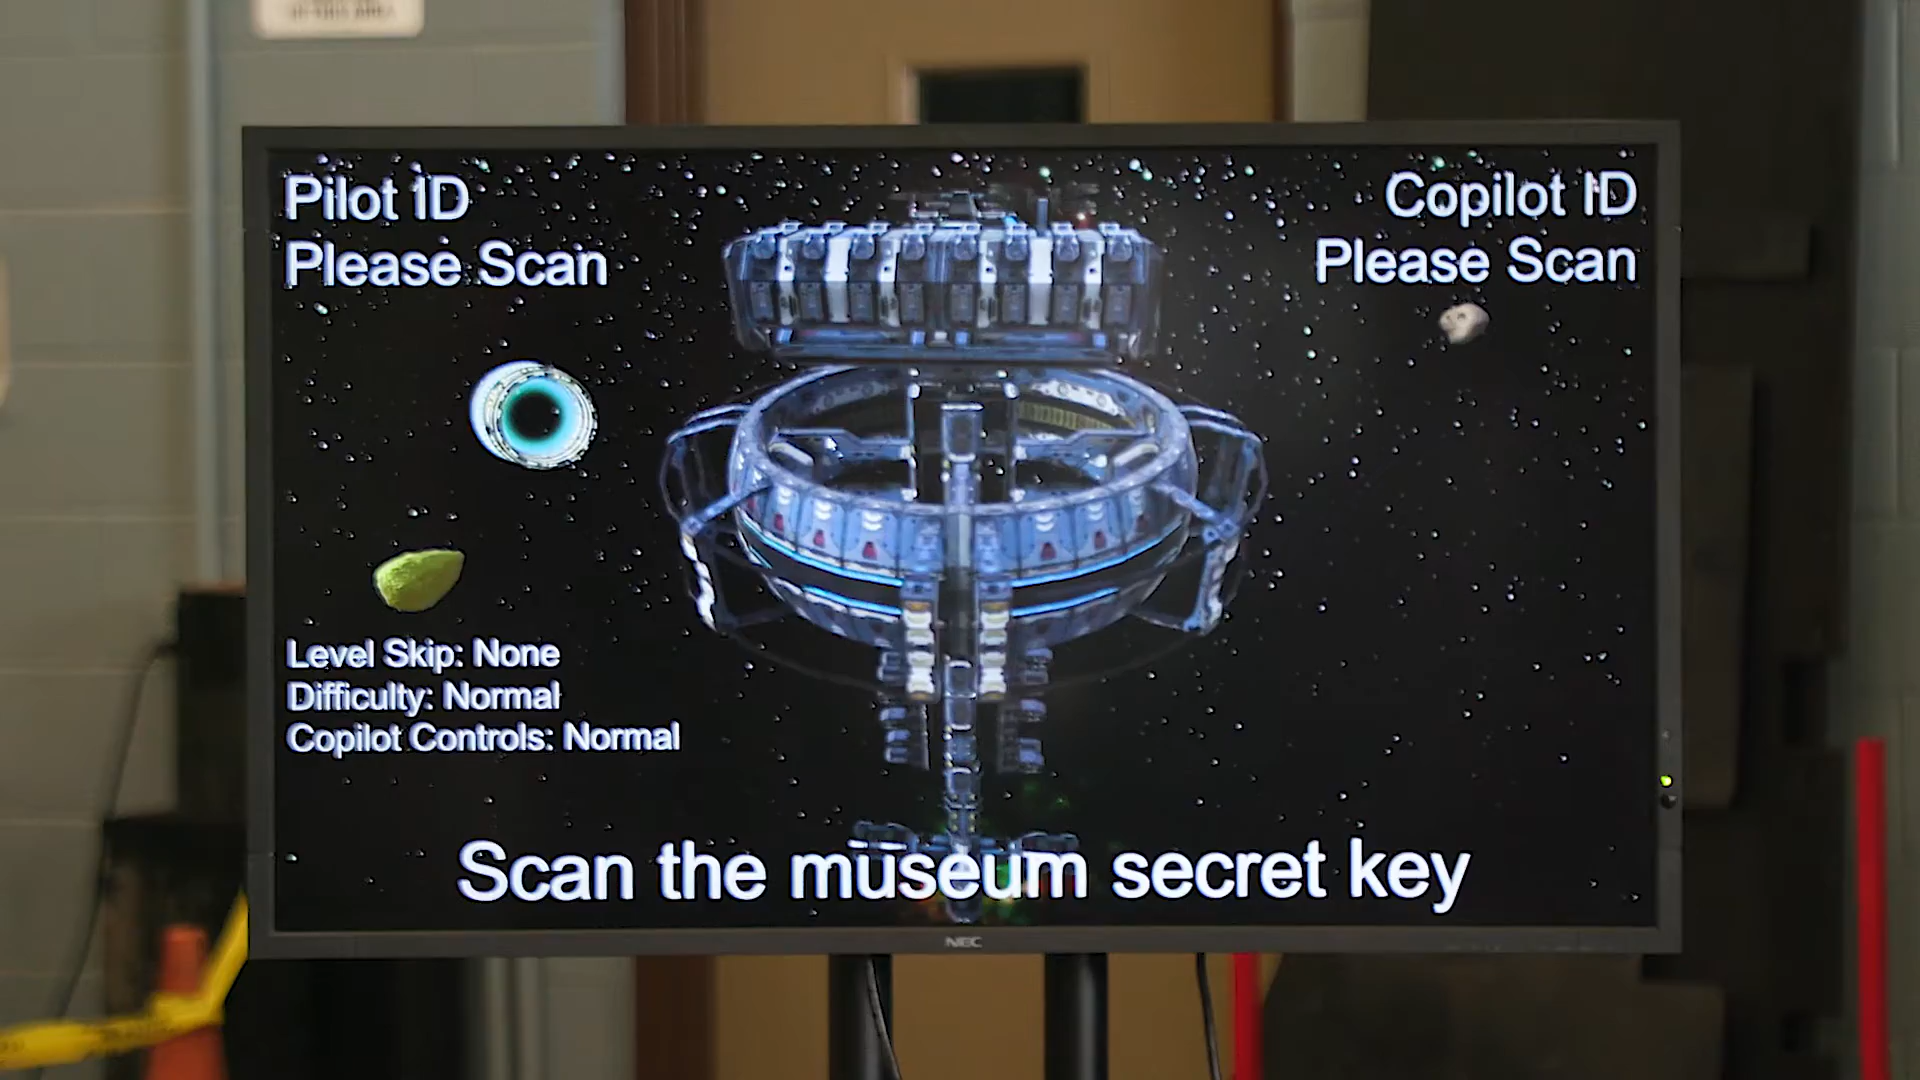 Pilot ID
Please Scan
Copilot ID
Please Scan
Level Skip: None
Difficulty: Normal
Copilot Controls: Normal
Scan the museum secret key
NEC